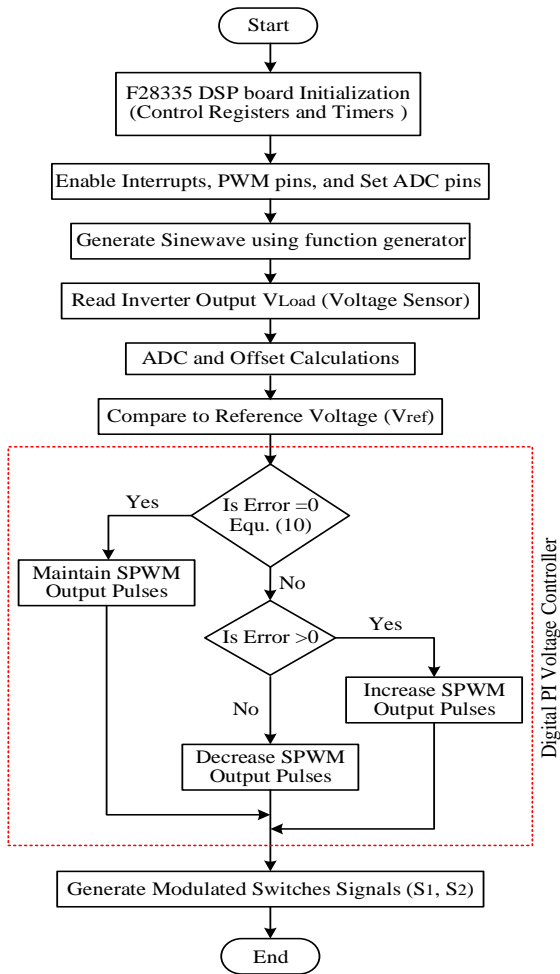 Start
F28335 DSP board Initialization
(Control Registers and Timers )
Enable Interrupts, PWM pins, and Set ADC pins
Generate Sinewave using function generator
Read Inverter Output VLoad (Voltage Sensor)
ADC and Offset Calculations
Compare to Reference Voltage (Vref)
Is Error =0
Equ. (10)
Yes
Maintain SPWM
Output Pulses
No
Is Error >0
Yes
Increase SPWM
Output Pulses
No
Decrease SPWM
Output Pulses
Digital PI Voltage Controller
Generate Modulated Switches Signals (S1, S2)
End